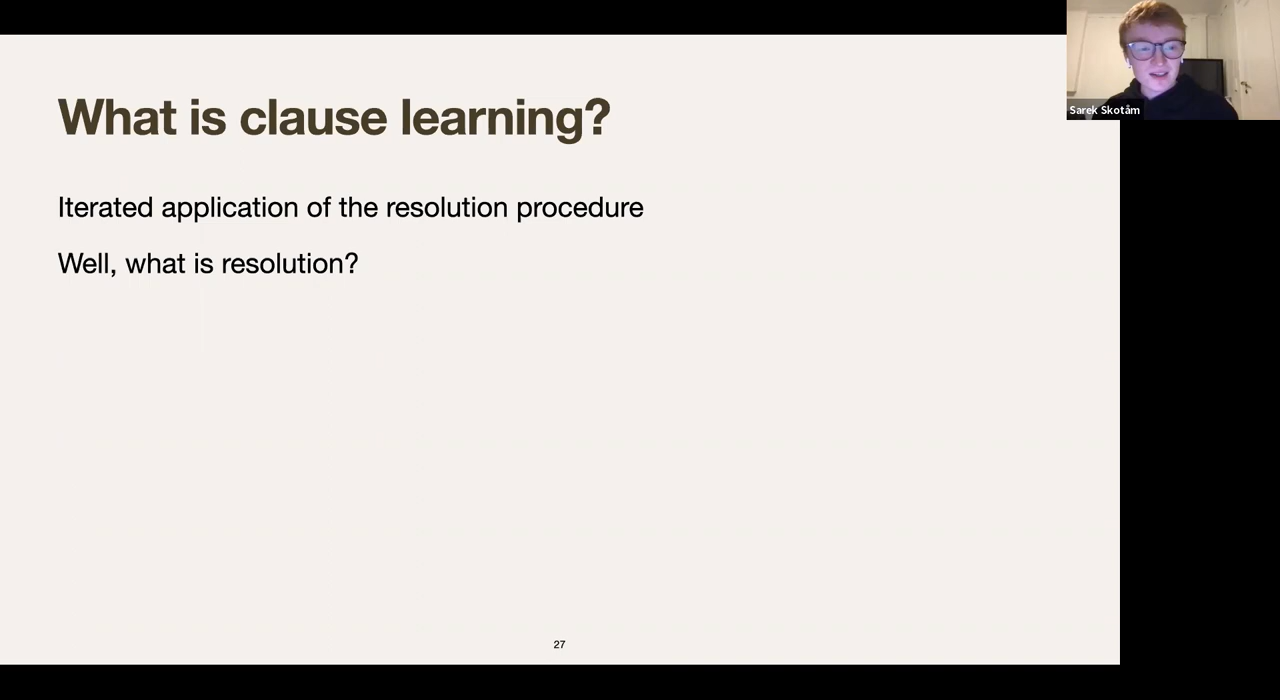 What is clause learning?
Iterated application of the resolution procedure
Well, what is resolution?
27
Sarek Skotåm